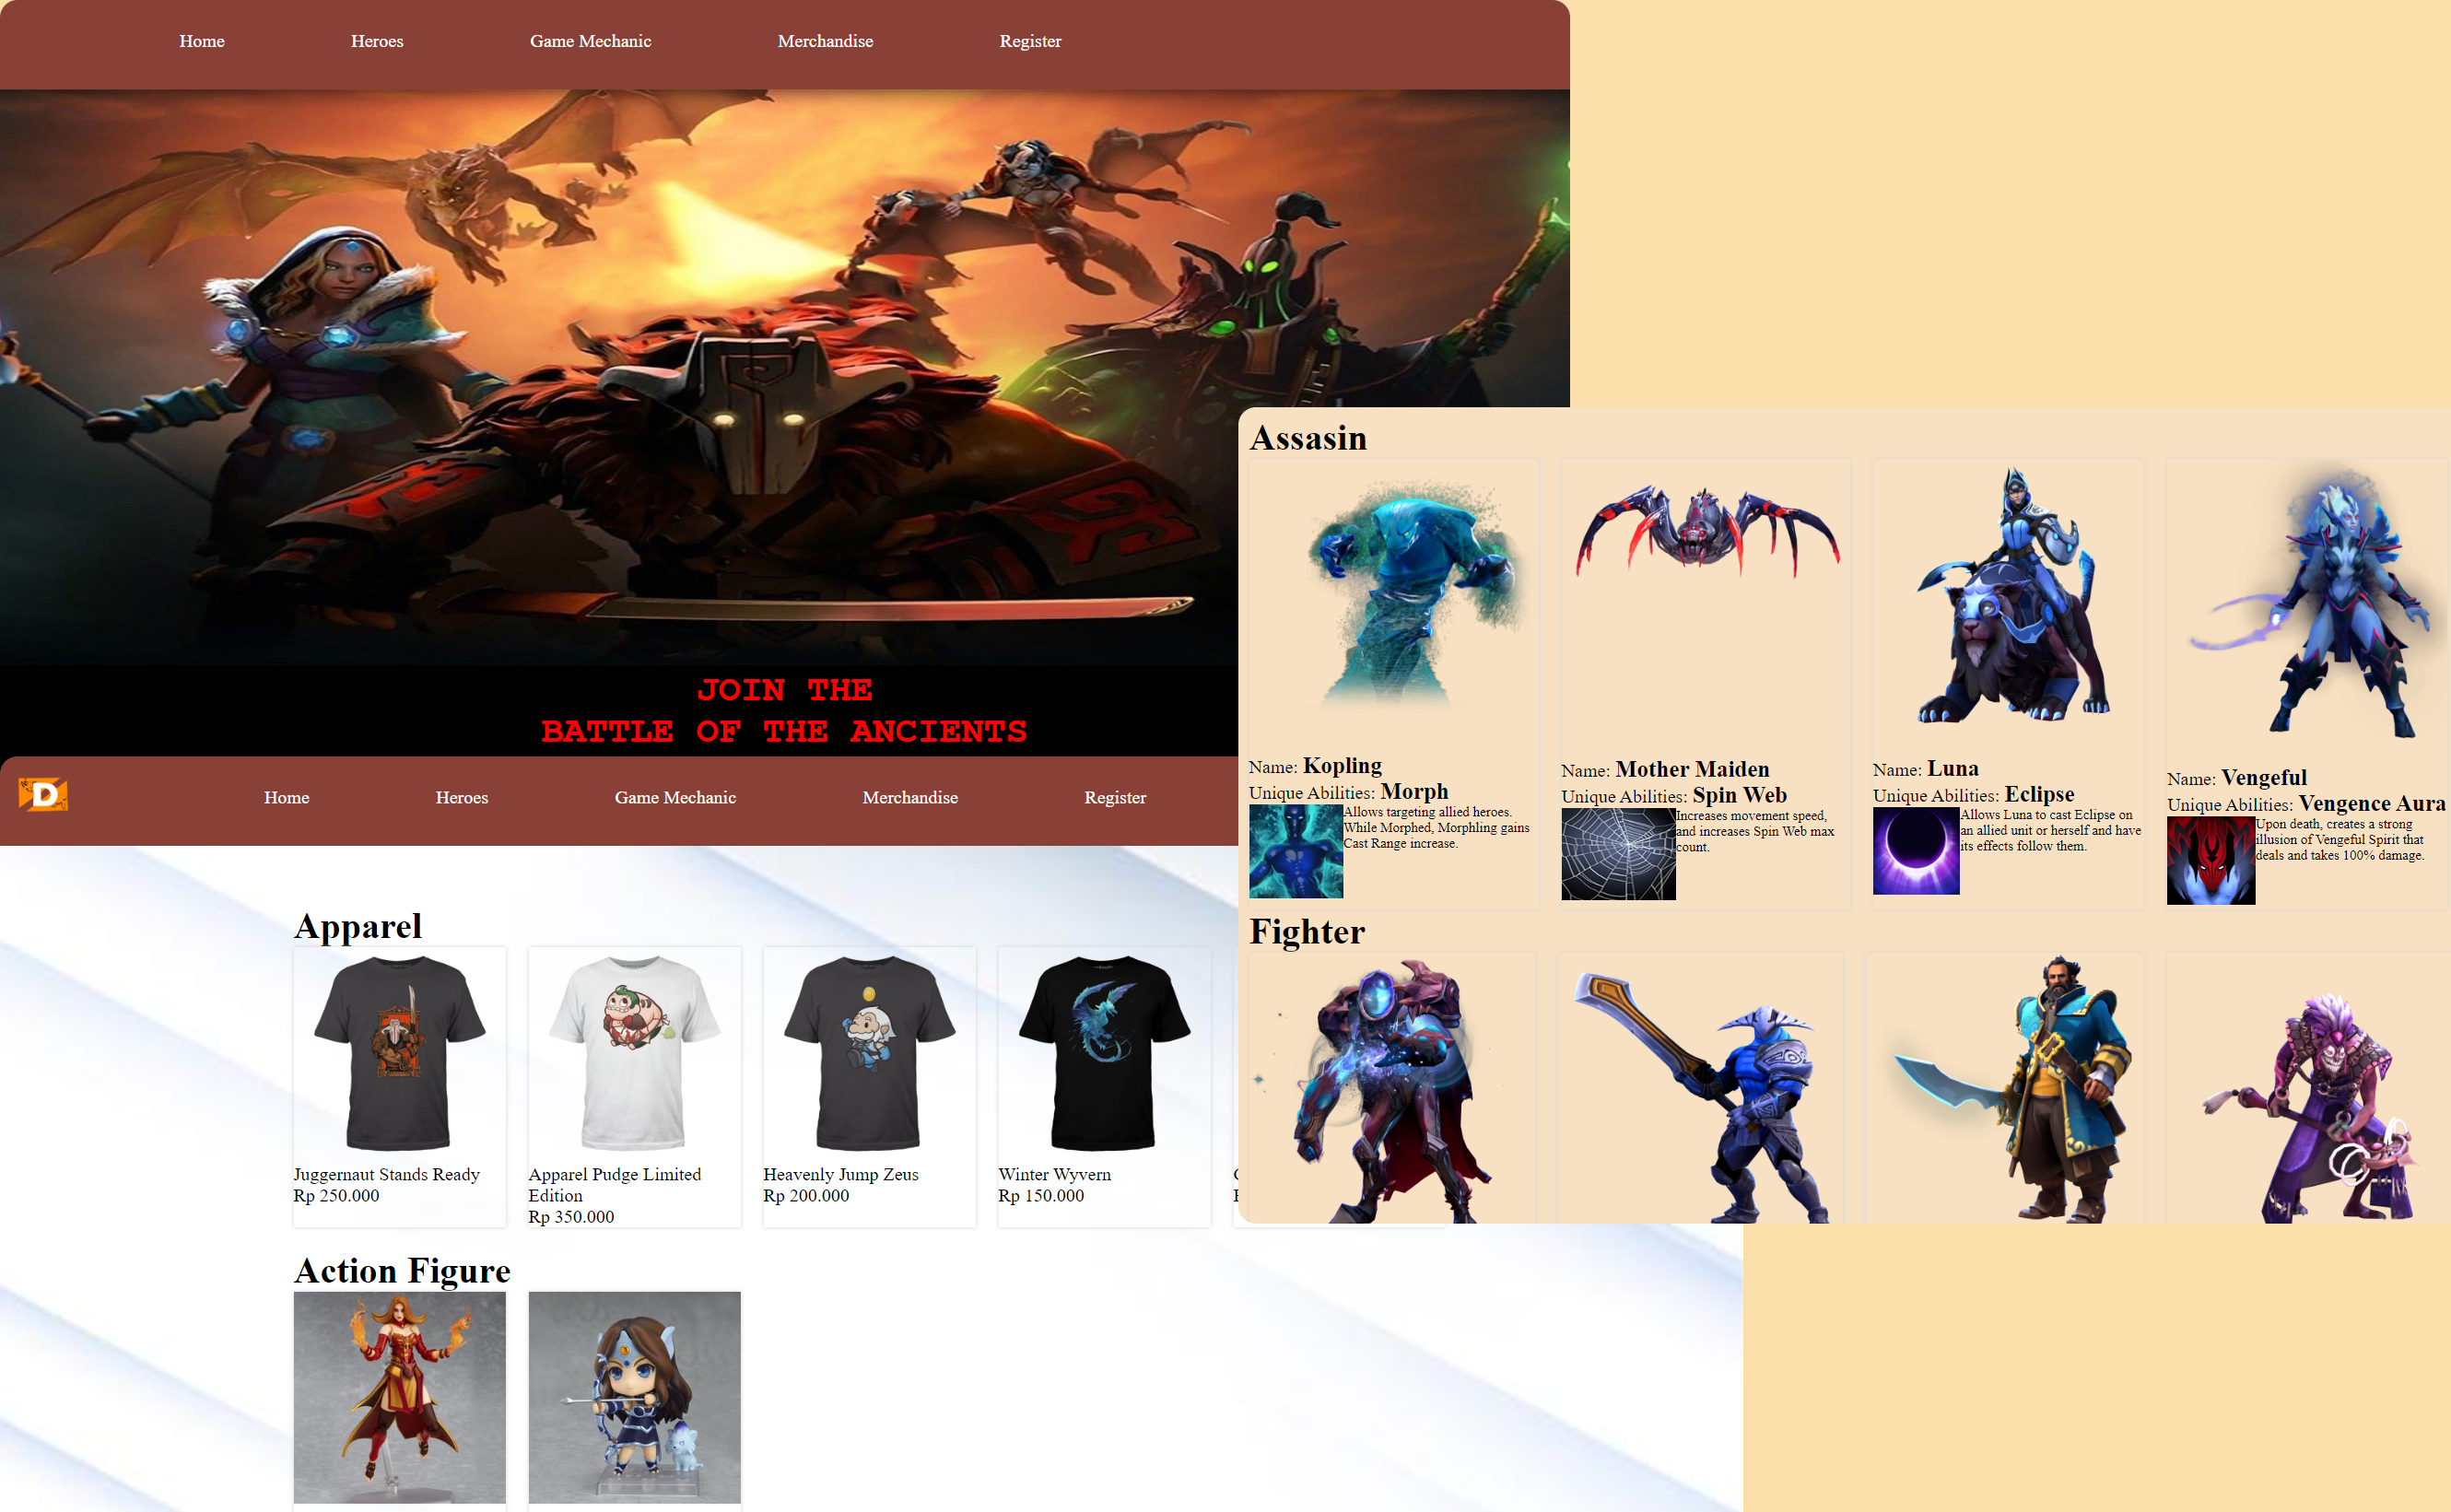 Home Heroes Game Mechanic Merchandise Register
JOIN THE
BATTLE OF THE ANCIENTS
D
Home Heroes Game Mechanic Merchandise Register
Apparel
Juggernaut Stands Ready
Rp 250.000
Apparel Pudge Limited
Edition
Rp 350.000
Heavenly Jump Zeus
Rp 200.000
Winter Wyvern
Rp 150.000
Action Figure
Assasin
Name: Kopling
Unique Abilities: Morph
Allows targeting allied heroes.
While Morphed, Morphling gains
Cast Range increase.
Name: Mother Maiden
Unique Abilities: Spin Web
Increases movement speed,
and increases Spin Web max
count.
Name: Luna
Unique Abilities: Eclipse
Allows Luna to cast Eclipse on
an allied unit or herself and have
its effects follow them.
Name: Vengeful
Unique Abilities: Vengence Aura
Upon death, creates a strong
illusion of Vengeful Spirit that
deals and takes 100% damage.
Fighter